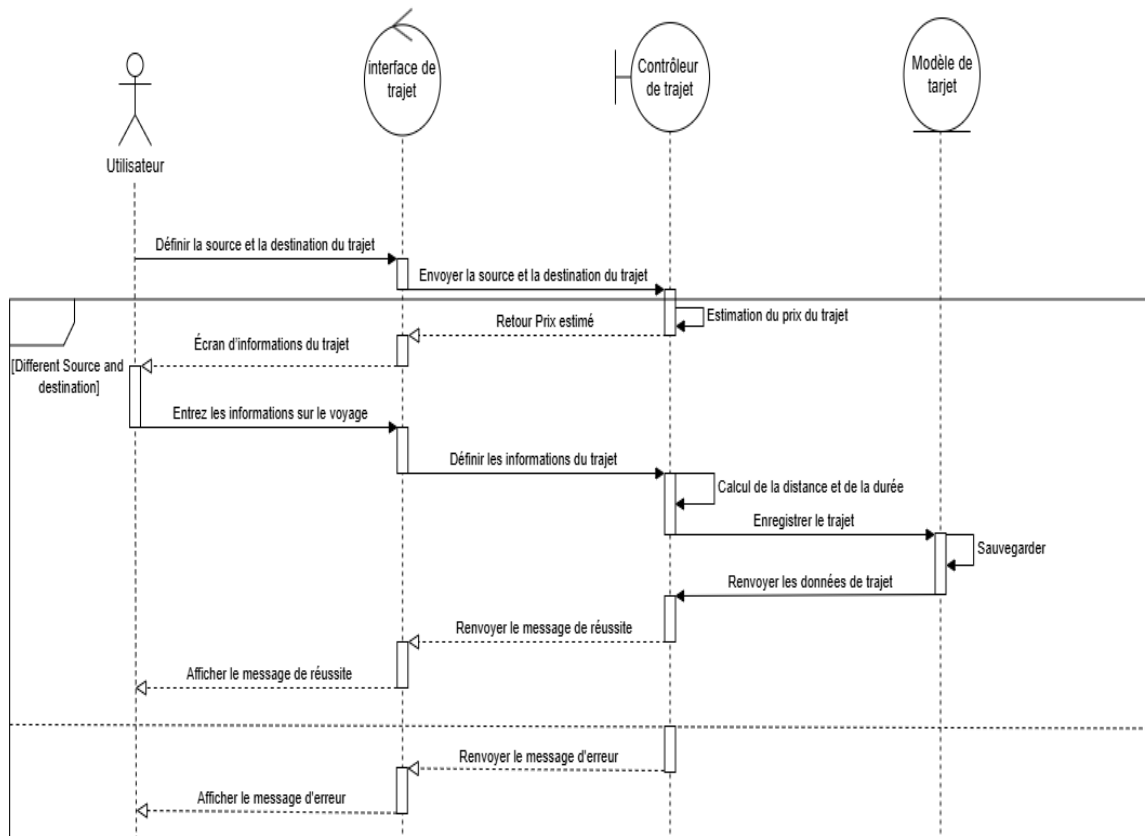 interface de
trajet
Contrôleur
de trajet
Modèle de
tarjet
Utilisateur
Définir la source et la destination du trajet
Envoyer la source et la destination du trajet
Estimation du prix du trajet
Retour Prix estimé
Écran d'informations du trajet
[Different Source and
destination]
Entrez les informations sur le voyage
Définir les informations du trajet
Calcul de la distance et de la durée
Enregistrer le trajet
Sauvegarder
Renvoyer les données de trajet
Renvoyer le message de réussite
Afficher le message de réussite
Renvoyer le message d'erreur
Afficher le message d'erreur